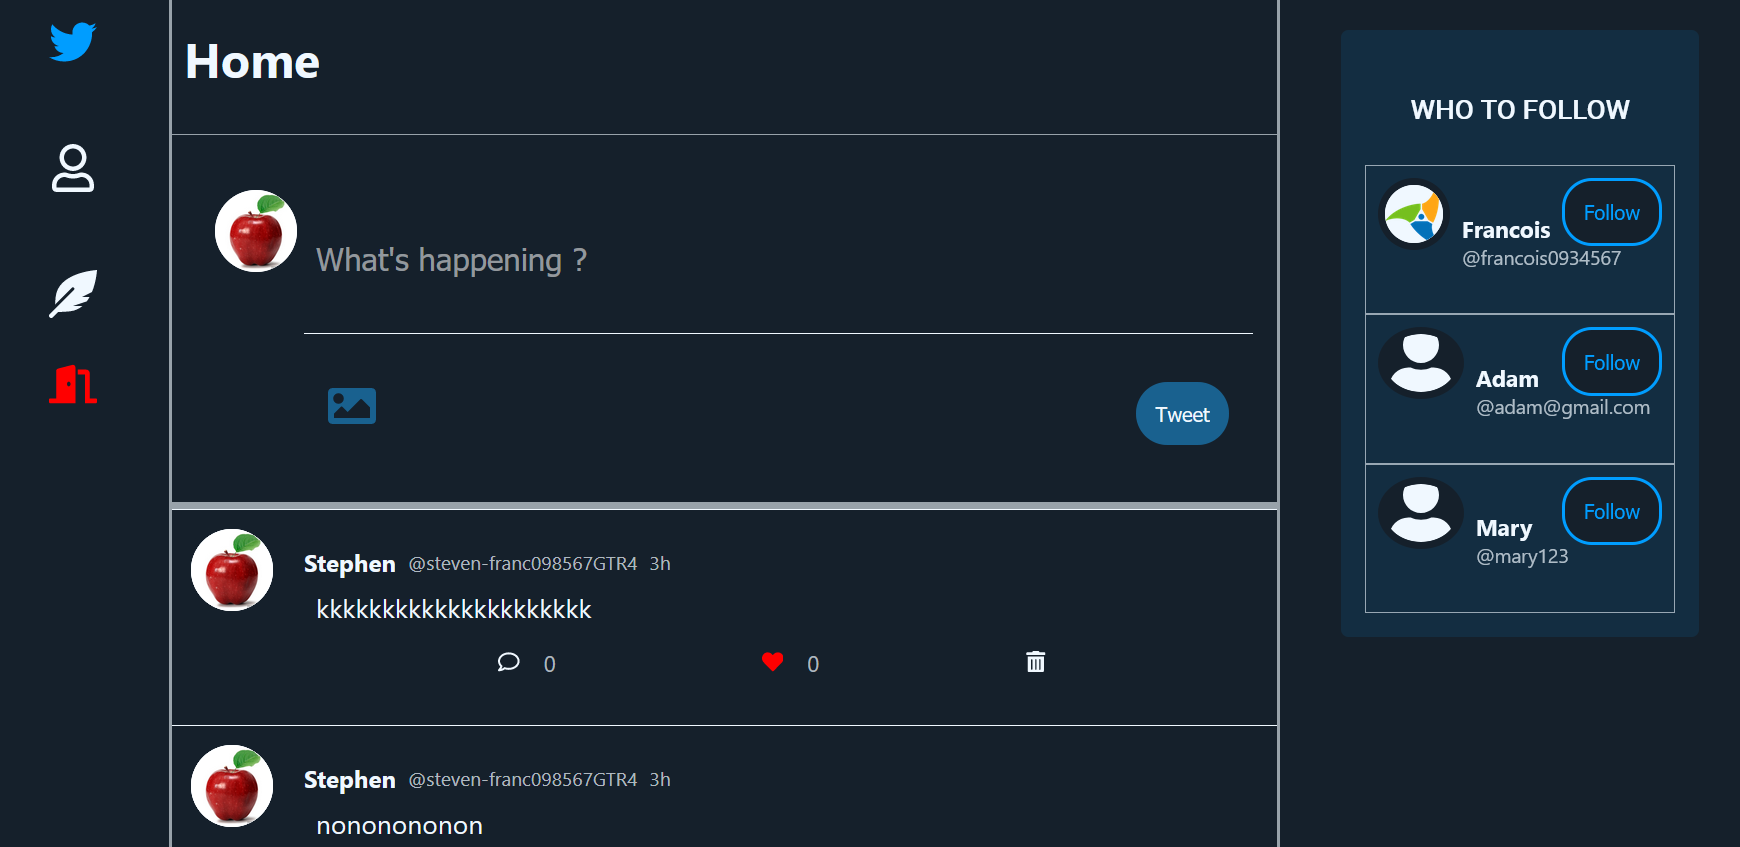 Home
What's happening ?
Tweet
Stephen @steven-franc098567GTR4 3h
kkkkkkkkkkkkkkkkkkkkk
0 0
Stephen @steven-franc098567GTR4 3h
nonononono​n
WHO TO FOLLOW
Francois Follow
@francois0934567
Adam Follow
@adam@gmail.com
Mary Follow
@mary123